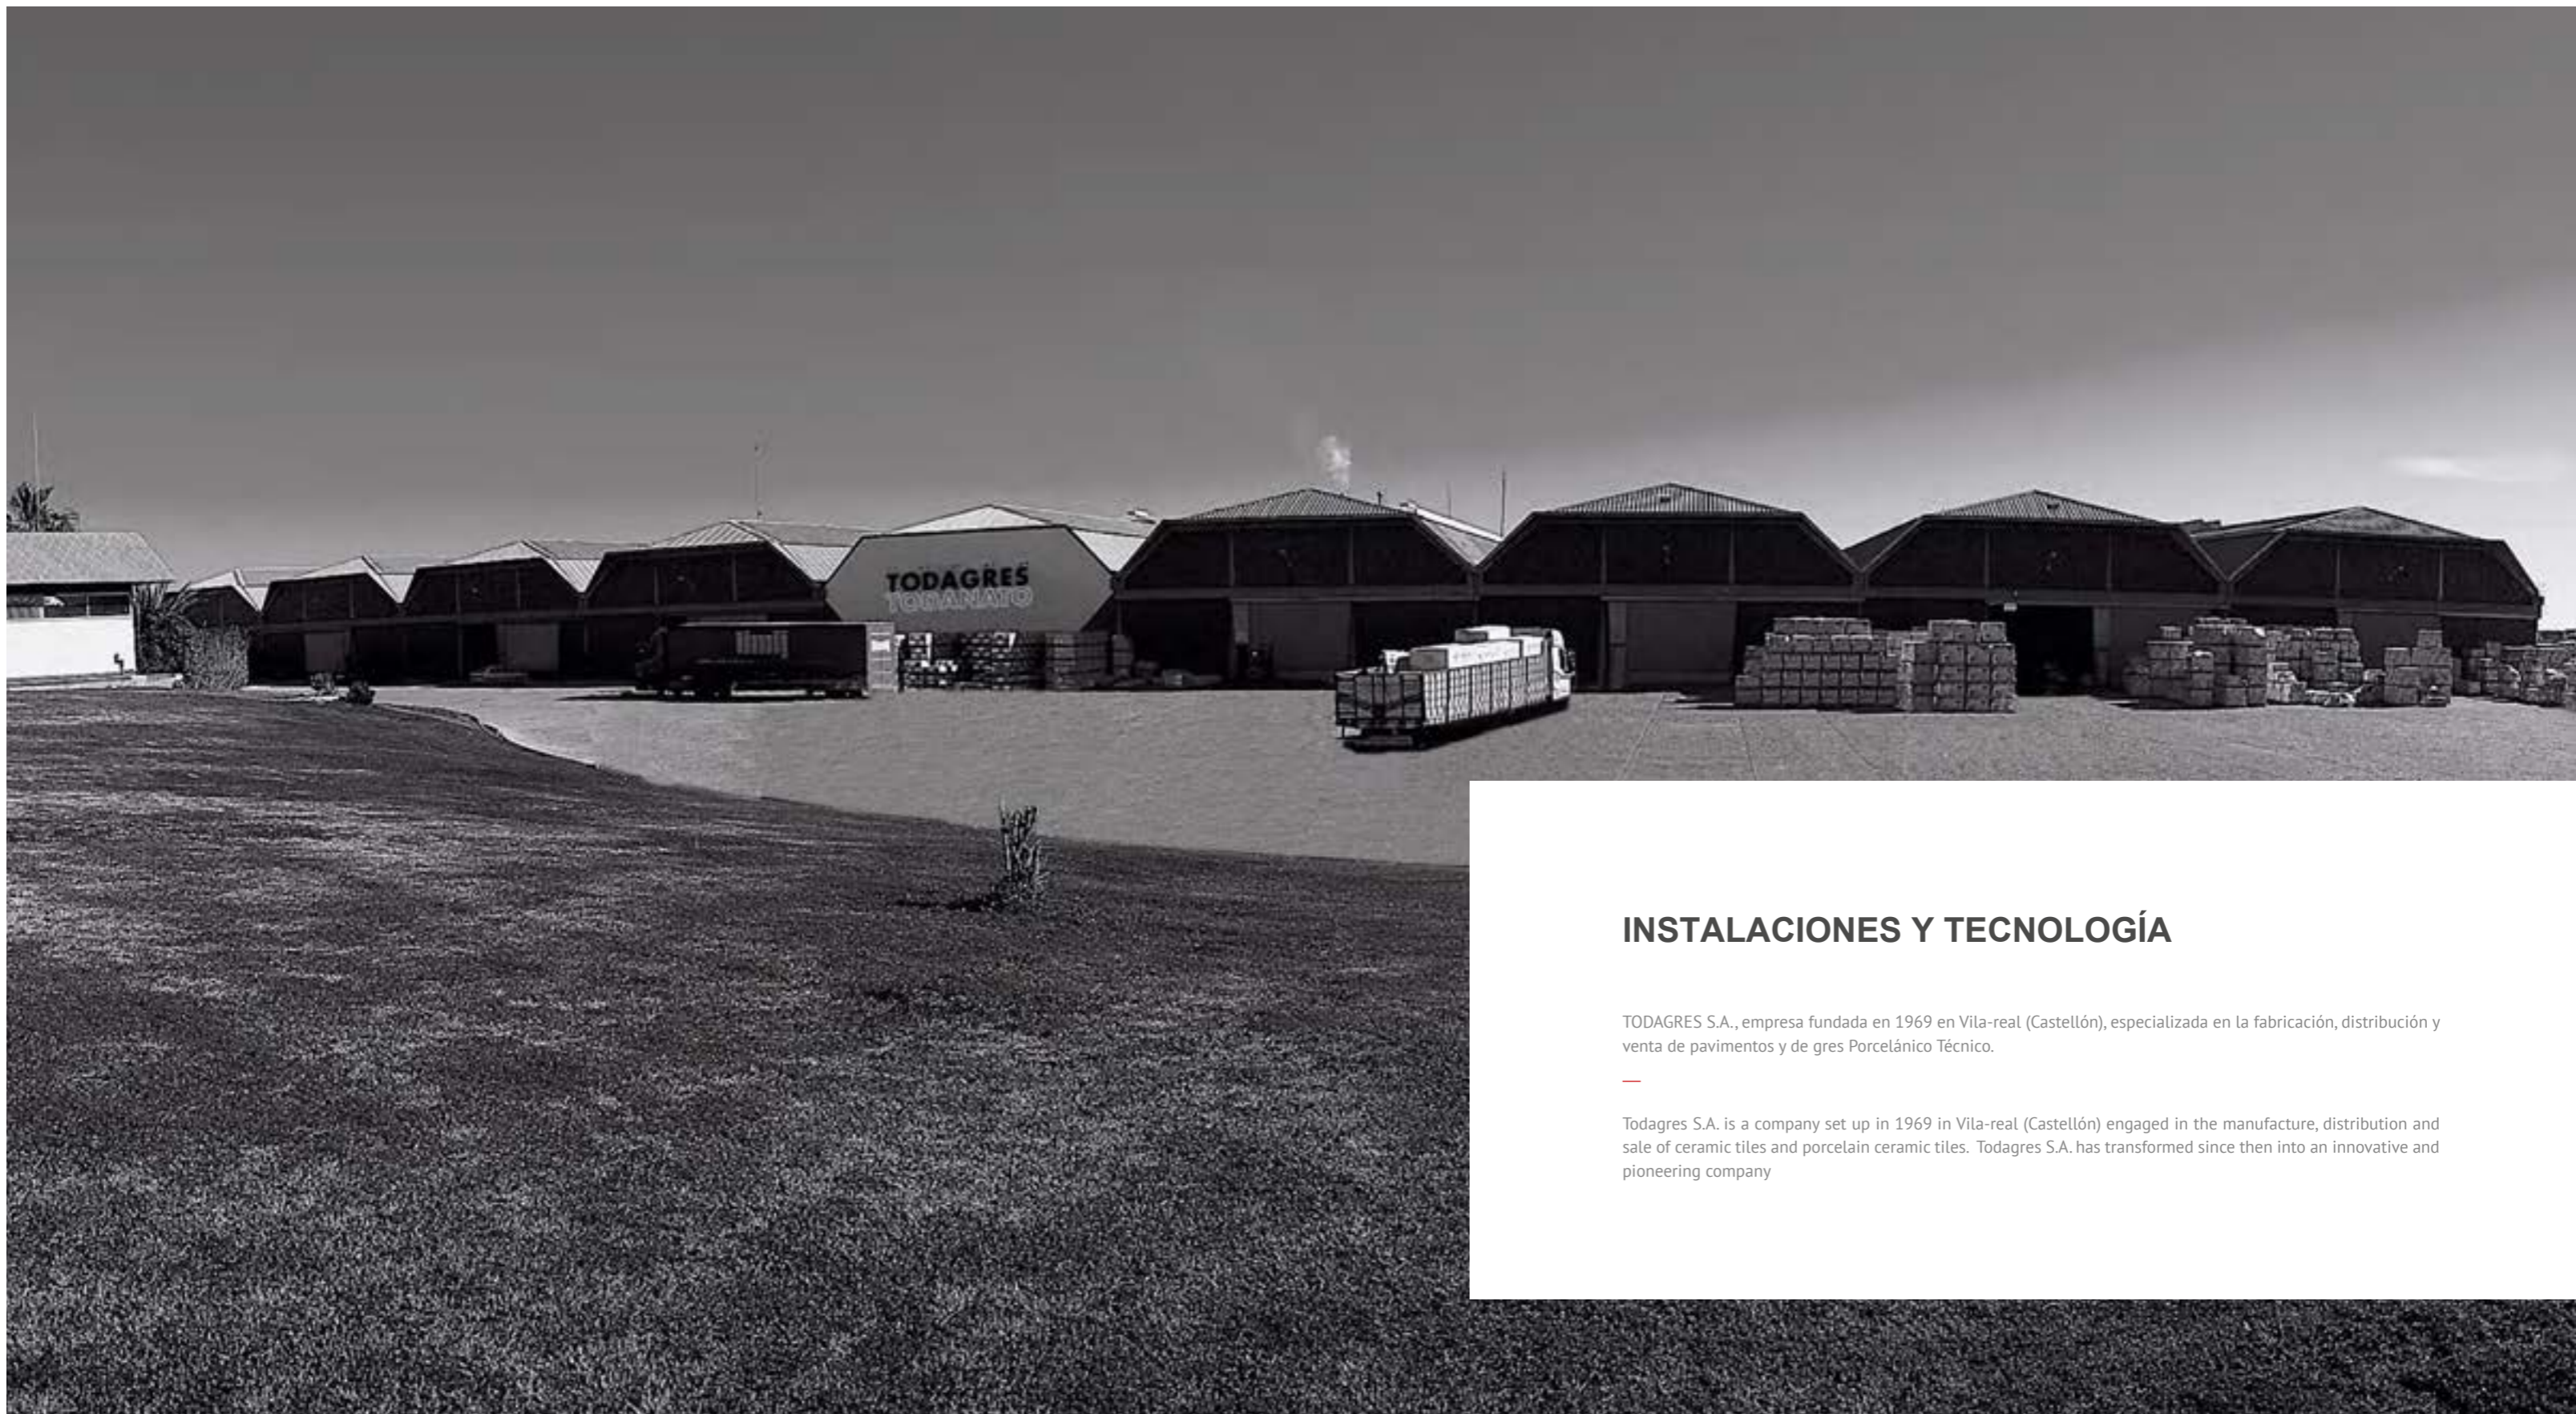 TODAGRES
TODANATO
INSTALACIONES Y TECNOLOGÍA
TODAGRES S.A., empresa fundada en 1969 en Vila-real (Castellón), especializada en la fabricación, distribución y
venta de pavimentos y de gres Porcelánico Técnico.
Todagres S.A. is a company set up in 1969 in Vila-real (Castellón) engaged in the manufacture, distribution and
sale of ceramic tiles and porcelain ceramic tiles. Todagres S.A. has transformed since then into an innovative and
pioneering company